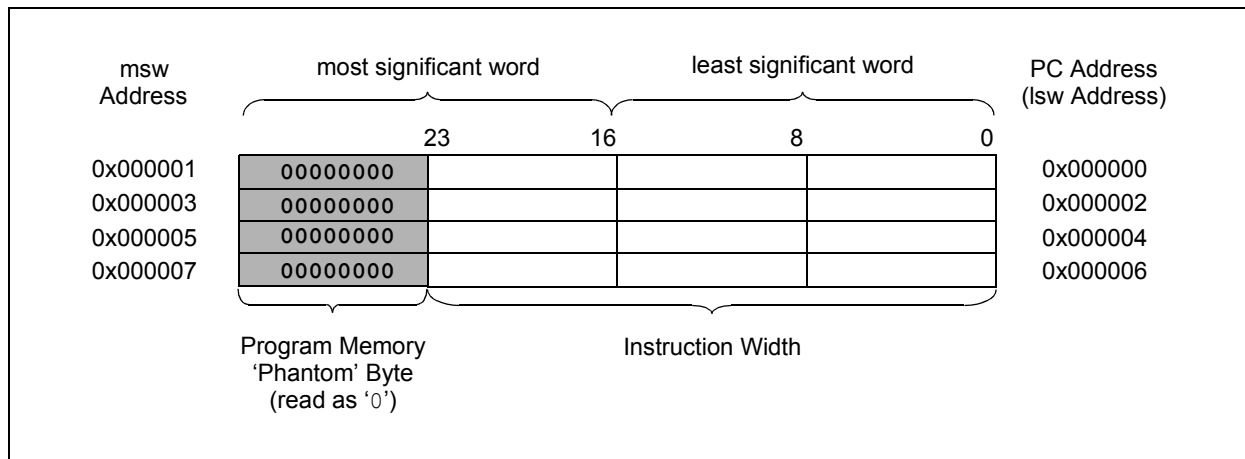 msw
Address
most significant word
least significant word
PC Address
(lsw Address)
23 16 8 0
0x000001 00000000 0x000000
0x000003 00000000 0x000002
0x000005 00000000 0x000004
0x000007 00000000 0x000006
Program Memory
‘Phantom’ Byte
(read as ‘0’)
Instruction Width